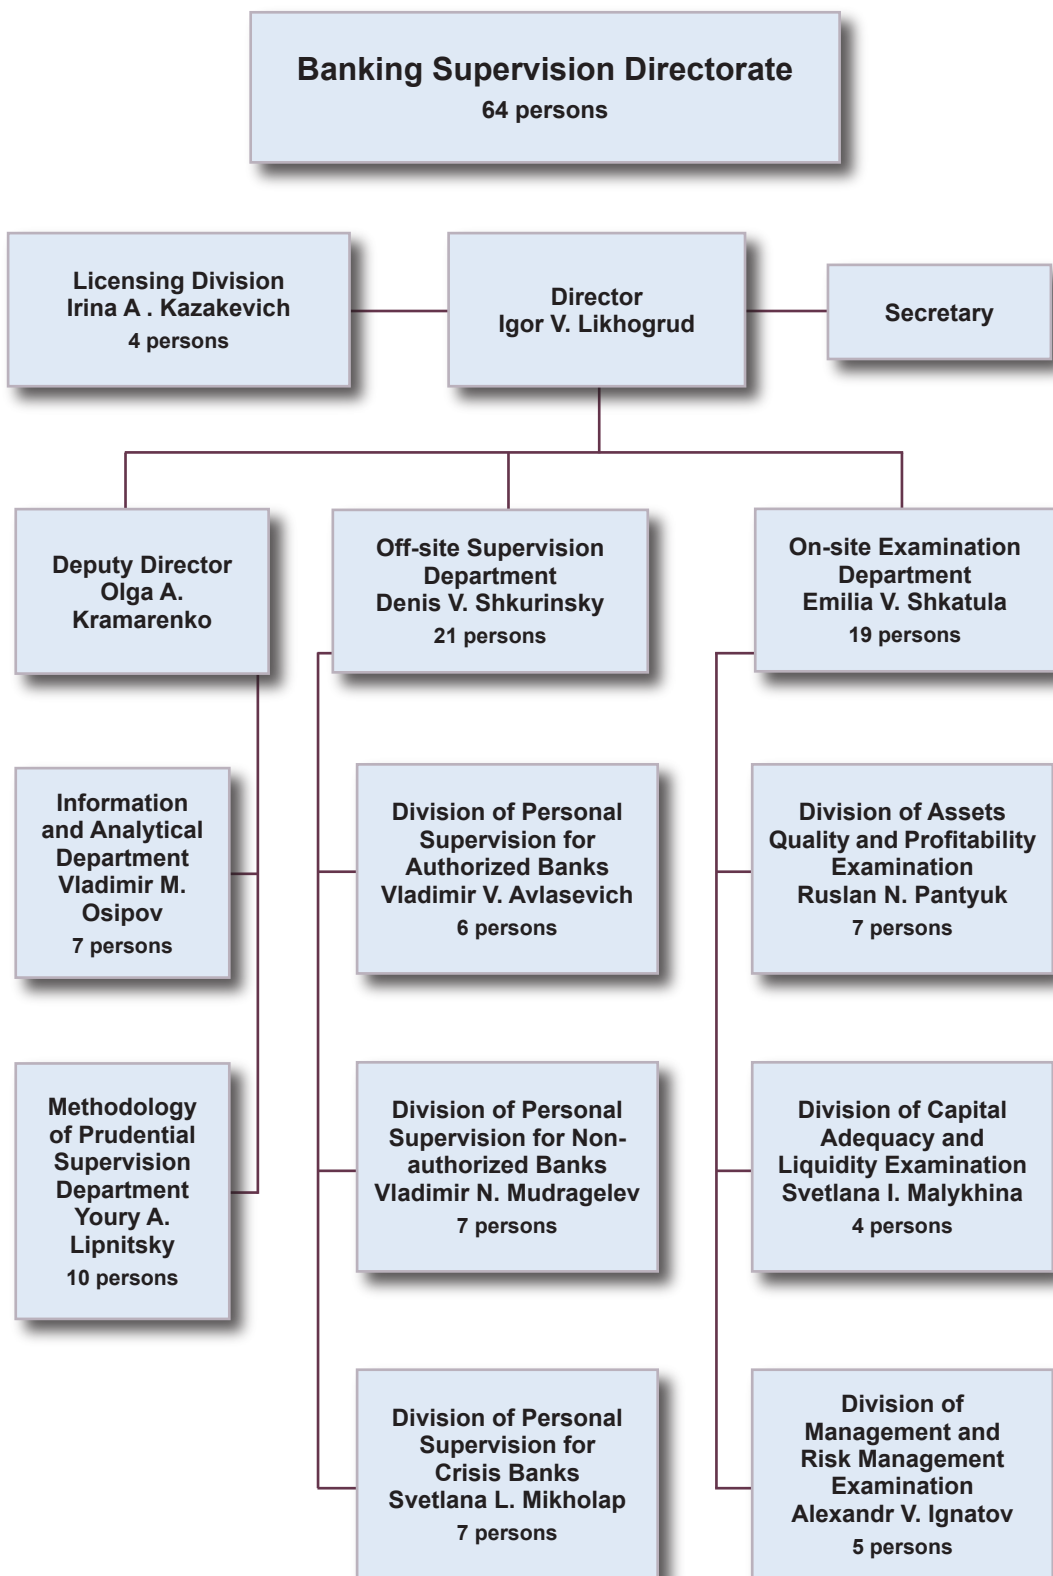 Banking Supervision Directorate
64 persons
Licensing Division
Irina A . Kazakevich
4 persons
Director
Igor V. Likhogrud
Secretary
Deputy Director
Olga A.
Kramarenko
Off-site Supervision
Department
Denis V. Shkurinsky
21 persons
On-site Examination
Department
Emilia V. Shkatula
19 persons
Information
and Analytical
Department
Vladimir M.
Osipov
7 persons
Division of Personal
Supervision for
Authorized Banks
Vladimir V. Avlasevich
6 persons
Division of Assets
Quality and Profitability
Examination
Ruslan N. Pantyuk
7 persons
Methodology
of Prudential
Supervision
Department
Youry A.
Lipnitsky
10 persons
Division of Personal
Supervision for Non-
authorized Banks
Vladimir N. Mudragelev
7 persons
Division of Capital
Adequacy and
Liquidity Examination
Svetlana I. Malykhina
4 persons
Division of Personal
Supervision for
Crisis Banks
Svetlana L. Mikholap
7 persons
Division of
Management and
Risk Management
Examination
Alexandr V. Ignatov
5 persons